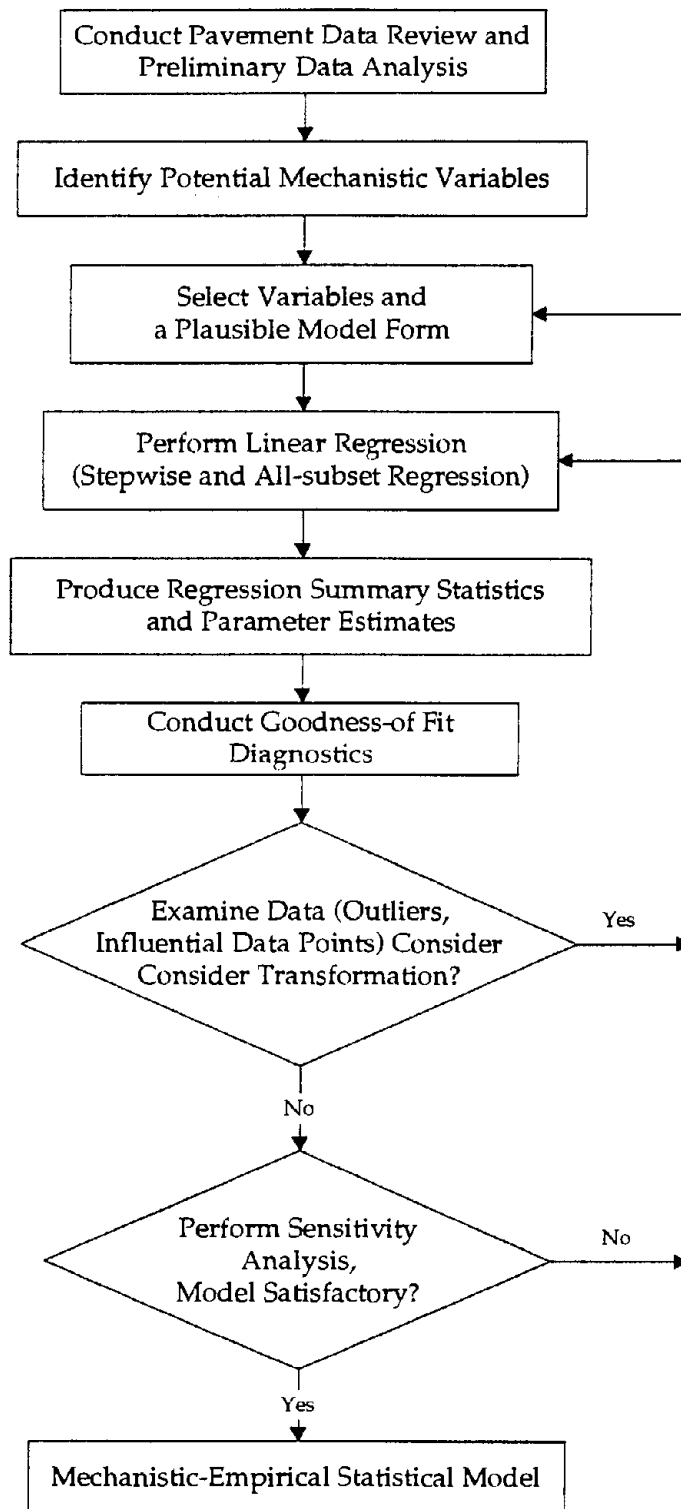 Conduct Pavement Data Review and
Preliminary Data Analysis
Identify Potential Mechanistic Variables
Select Variables and
a Plausible Model Form
Perform Linear Regression
(Stepwise and All-subset Regression)
Produce Regression Summary Statistics
and Parameter Estimates
Conduct Goodness-of Fit
Diagnostics
Examine Data (Outliers,
Influential Data Points) Consider
Consider Transformation?
Yes
No
Perform Sensitivity
Analysis,
Model Satisfactory?
No
Yes
Mechanistic-Empirical Statistical Model